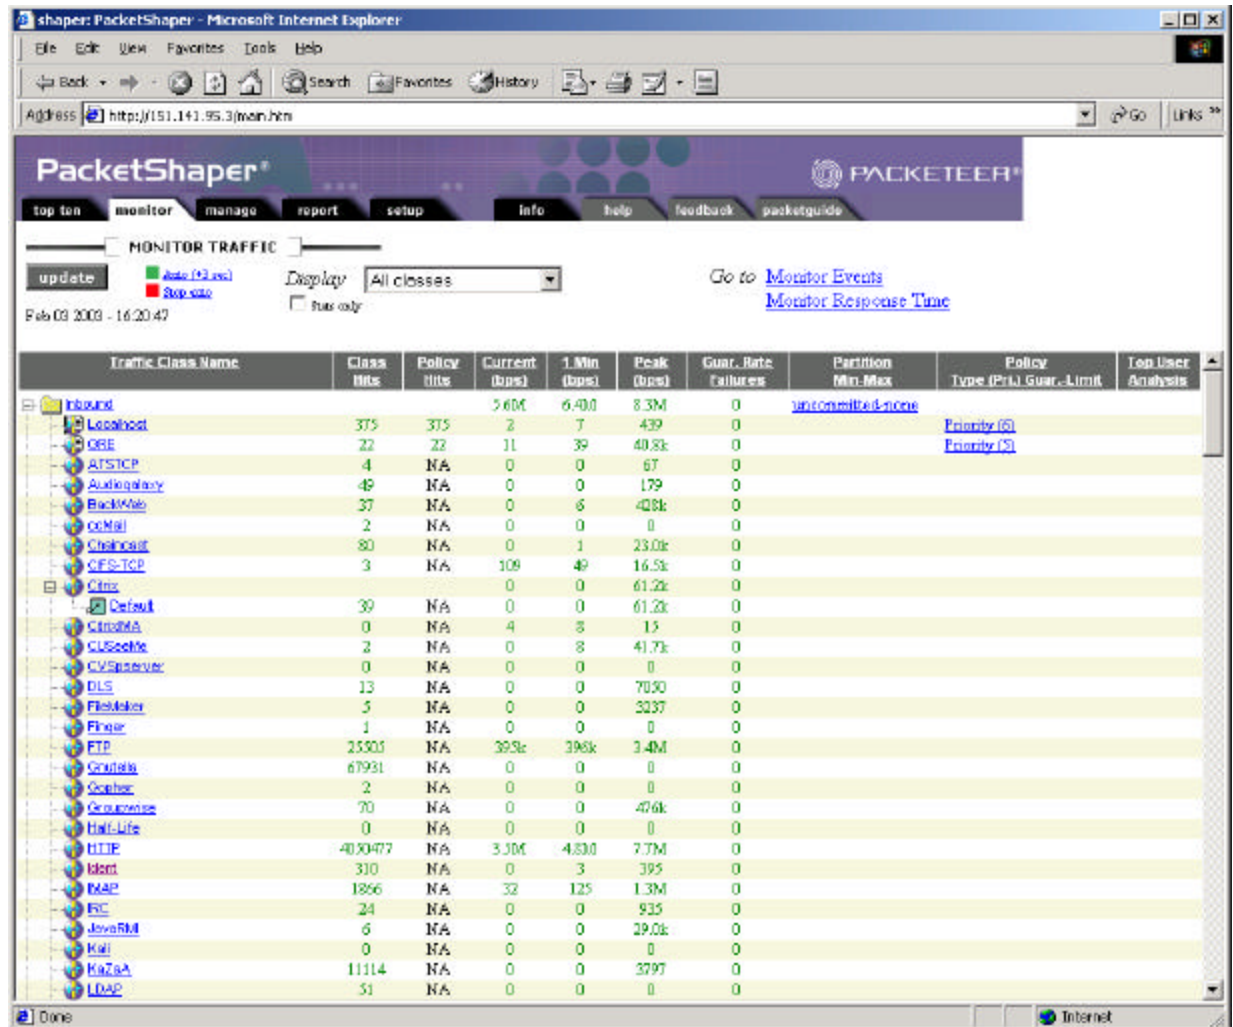 shaper: PacketShaper - Microsoft Internet Explorer
File Edit View Favorites Tools Help
Back Search Favorites History
Address http://151.141.95.3/main.htm Go Links »
PacketShaper® PACKETEER®
top ten monitor manage report setup info help feedback packetguide
MONITOR TRAFFIC
update Auto (+3 sec) Display All classes Go to Monitor Events
Stop auto Stats only Monitor Response Time
Feb 03 2003 - 16:20:47
Traffic Class Name Class Hits Policy Hits Current (bps) 1 Min (bps) Peak (bps) Guar. Rate Failures Partition Min-Max Policy Type (Pri.) Guar.-Limit Top User Analysis
Inbound 5.6M 6.4M 8.3M 0 uncommitted-none
Localhost 375 375 2 7 439 0 Priority (6)
GRE 22 22 11 39 40.8k 0 Priority (5)
ATSTCP 4 NA 0 0 67 0
Audiogalaxy 49 NA 0 0 179 0
BackWeb 37 NA 0 6 428k 0
ccMail 2 NA 0 0 0 0
Chaincast 80 NA 0 1 23.0k 0
CIFS-TCP 3 NA 109 49 16.5k 0
Citrix 0 0 61.2k 0
Default 39 NA 0 0 61.2k 0
CitrixIMA 0 NA 4 8 15 0
CUSeeMe 2 NA 0 8 41.7k 0
CVSpserver 0 NA 0 0 0 0
DLS 13 NA 0 0 7050 0
FileMaker 5 NA 0 0 3237 0
Finger 1 NA 0 0 0 0
FTP 25505 NA 395k 396k 3.4M 0
Gnutella 67931 NA 0 0 0 0
Gopher 2 NA 0 0 0 0
Groupwise 70 NA 0 0 476k 0
Half-Life 0 NA 0 0 0 0
HTTP 4030477 NA 3.5M 4.8M 7.7M 0
Ident 310 NA 0 3 395 0
IMAP 1866 NA 32 125 1.3M 0
IRC 24 NA 0 0 935 0
JavaRMI 6 NA 0 0 29.0k 0
Kali 0 NA 0 0 0 0
KaZaA 11114 NA 0 0 3797 0
LDAP 51 NA 0 0 0 0
Done Internet